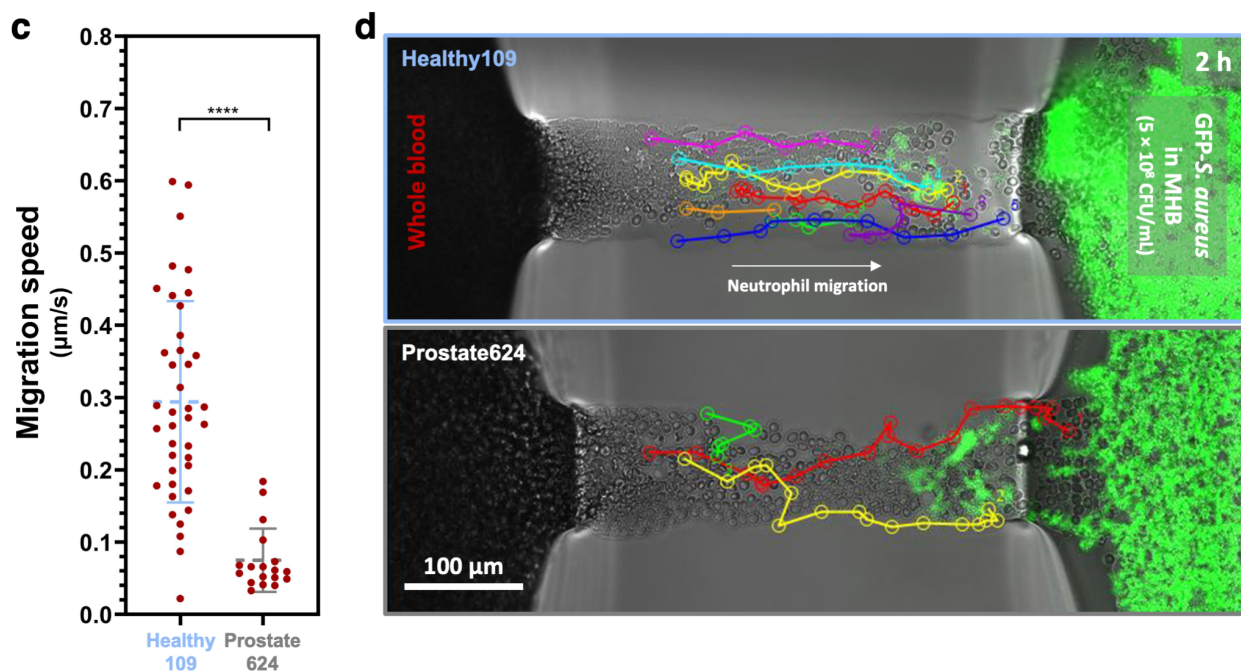 c
0.8
0.7
0.6
0.5
0.4
0.3
0.2
0.1
0.0
Migration speed
(μm/s)
****
Healthy
109
Prostate
624
d
Healthy109
2 h
Whole blood
GFP-S. aureus
in MHB
(5 × 10⁸ CFU/mL)
Neutrophil migration
Prostate624
100 μm